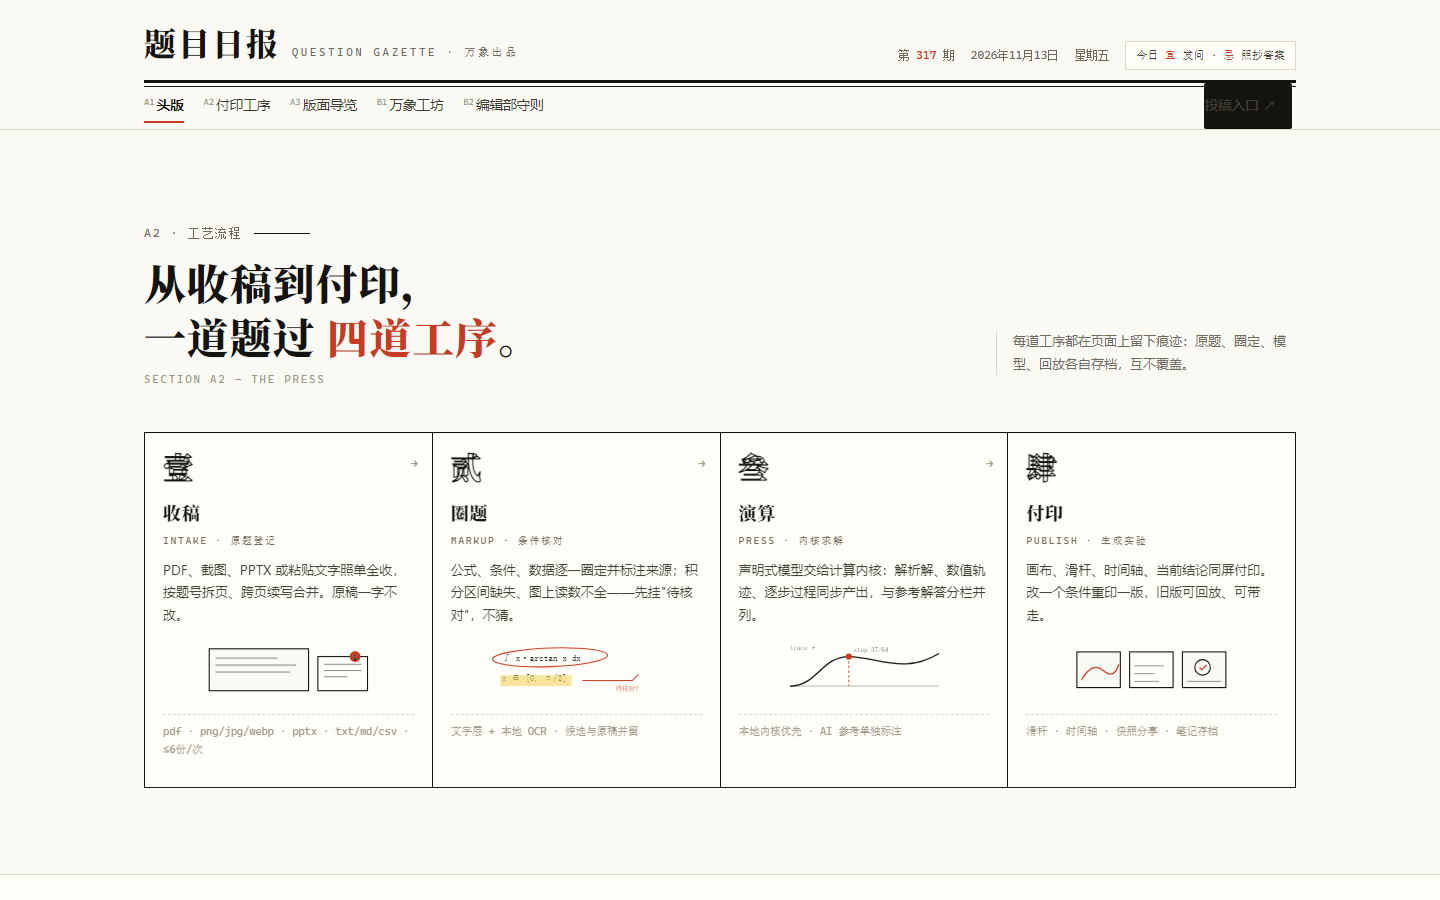 题目日报 QUESTION GAZETTE · 万象出品
第 317 期 2026年11月13日 星期五 今日 宜 发问 · 忌 照抄答案
A1 头版 A2 付印工序 A3 版面导览 B1 万象工坊 B2 编辑部守则 投稿入口 ↗
A2 · 工艺流程
从收稿到付印，
一道题过 四道工序。
SECTION A2 — THE PRESS
每道工序都在页面上留下痕迹：原题、圈定、模
型、回放各自存档，互不覆盖。
壹 →
收稿
INTAKE · 原题登记
PDF、截图、PPTX 或粘贴文字照单全收，
按题号拆页、跨页续写合并。原稿一字不
改。
pdf · png/jpg/webp · pptx · txt/md/csv ·
≤6份/次
贰 →
圈题
MARKUP · 条件核对
公式、条件、数据逐一圈定并标注来源；积
分区间缺失、图上读数不全——先挂"待核
对"，不猜。
∫ x·arctan x dx
x ∈ [0, π/2]
待核对?
文字层 + 本地 OCR · 候选与原稿并留
叁 →
演算
PRESS · 内核求解
声明式模型交给计算内核：解析解、数值轨
迹、逐步过程同步产出，与参考解答分栏并
列。
trace
step 37/64
本地内核优先 · AI 参考单独标注
肆
付印
PUBLISH · 生成实验
画布、滑杆、时间轴、当前结论同屏付印。
改一个条件重印一版，旧版可回放、可带
走。
滑杆 · 时间轴 · 快照分享 · 笔记存档